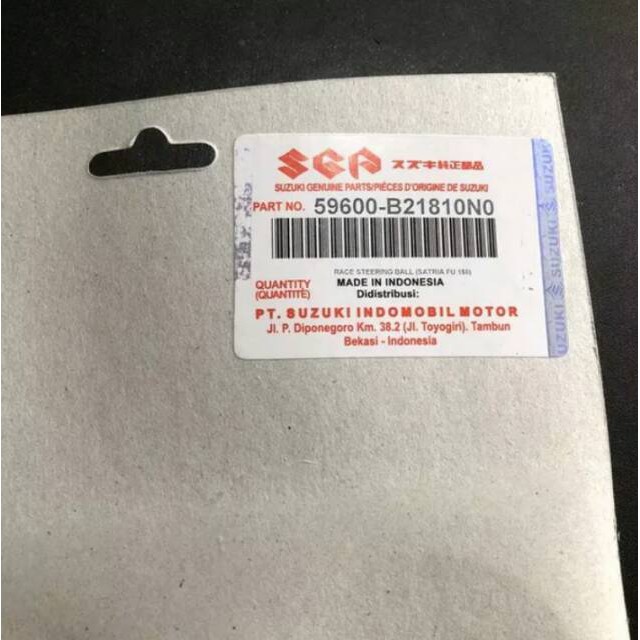 SGP スズキ純正部品
SUZUKI GENUINE PARTS/PIÈCES D'ORIGINE DE SUZUKI
PART NO. 59600-B21810N0
RACE STEERING BALL (SATRIA FU 150)
QUANTITY MADE IN INDONESIA
(QUANTITÉ) Didistribusi:
PT. SUZUKI INDOMOBIL MOTOR
Jl. P. Diponegoro Km. 38.2 (Jl. Toyogiri). Tambun
Bekasi - Indonesia
UZUKI SUZUKI SUZUK